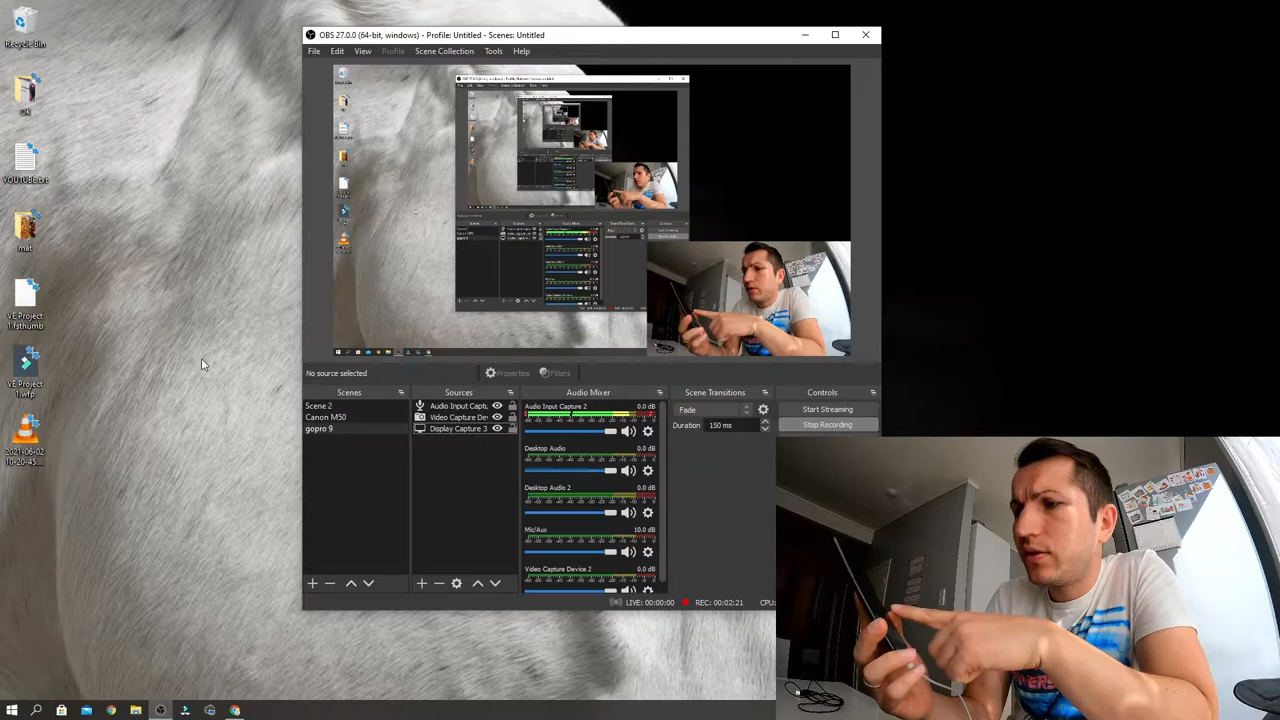 Recycle Bin
OK
YOUTUBE.txt
mat
VE Project
1.fsthumb
VE Project
1.wfp
2021-06-02
10-20-45...
OBS 27.0.0 (64-bit, windows) - Profile: Untitled - Scenes: Untitled
File Edit View Profile Scene Collection Tools Help
No source selected
Properties Filters
Scenes
Scene 2
Canon M50
gopro 9
Sources
Audio Input Captu
Video Capture Dev
Display Capture 3
Audio Mixer
Audio Input Capture 2 0.0 dB
Desktop Audio 0.0 dB
Desktop Audio 2 0.0 dB
Mic/Aux 10.0 dB
Video Capture Device 2 0.0 dB
Scene Transitions
Fade
Duration 150 ms
Controls
Start Streaming
Stop Recording
LIVE: 00:00:00 REC: 00:02:21 CPU: